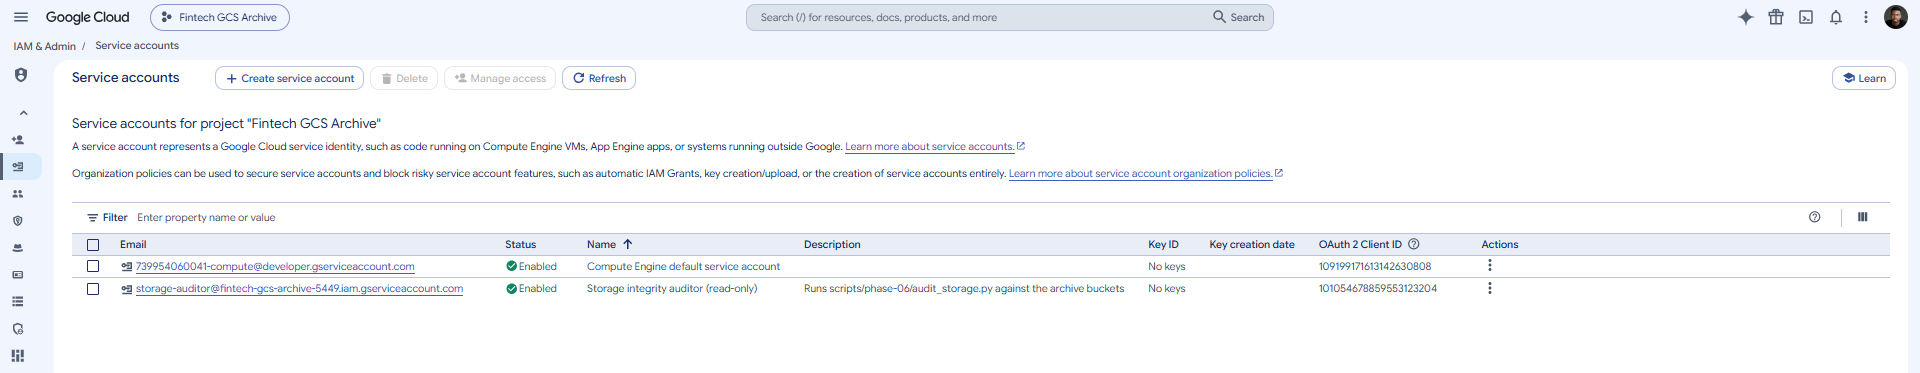 Google Cloud
Fintech GCS Archive
Search (/) for resources, docs, products, and more
Search
IAM & Admin / Service accounts
Service accounts
Create service account
Delete
Manage access
Refresh
Learn
Service accounts for project "Fintech GCS Archive"
A service account represents a Google Cloud service identity, such as code running on Compute Engine VMs, App Engine apps, or systems running outside Google. Learn more about service accounts.
Organization policies can be used to secure service accounts and block risky service account features, such as automatic IAM Grants, key creation/upload, or the creation of service accounts entirely. Learn more about service account organization policies.
Filter Enter property name or value
Email Status Name Description Key ID Key creation date OAuth 2 Client ID Actions
739954060041-compute@developer.gserviceaccount.com Enabled Compute Engine default service account No keys 109199171613142630808
storage-auditor@fintech-gcs-archive-5449.iam.gserviceaccount.com Enabled Storage integrity auditor (read-only) Runs scripts/phase-06/audit_storage.py against the archive buckets No keys 101054678859553123204